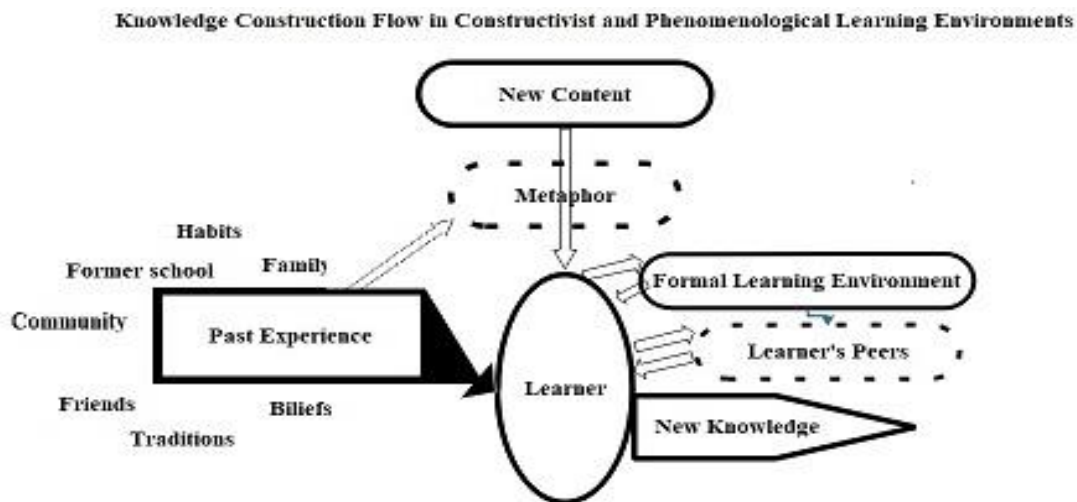 Knowledge Construction Flow in Constructivist and Phenomenological Learning Environments
New Content
Metaphor
Habits
Former school
Family
Formal Learning Environment
Community
Past Experience
Learner's Peers
Learner
Friends
Biliefs
New Knowledge
Traditions